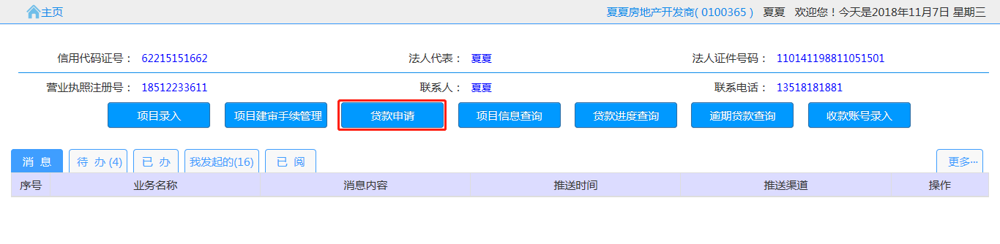 主页 夏夏房地产开发商( 0100365 ) 夏夏 欢迎您！今天是2018年11月7日 星期三
信用代码证号： 62215151662 法人代表： 夏夏 法人证件号码： 110141198811051501
营业执照注册号： 18512233611 联系人： 夏夏 联系电话： 13518181881
项目录入 项目建审手续管理 贷款申请 项目信息查询 贷款进度查询 逾期贷款查询 收款账号录入
消 息 待 办 (4) 已 办 我发起的(16) 已 阅 更多···
序号 业务名称 消息内容 推送时间 推送渠道 操作